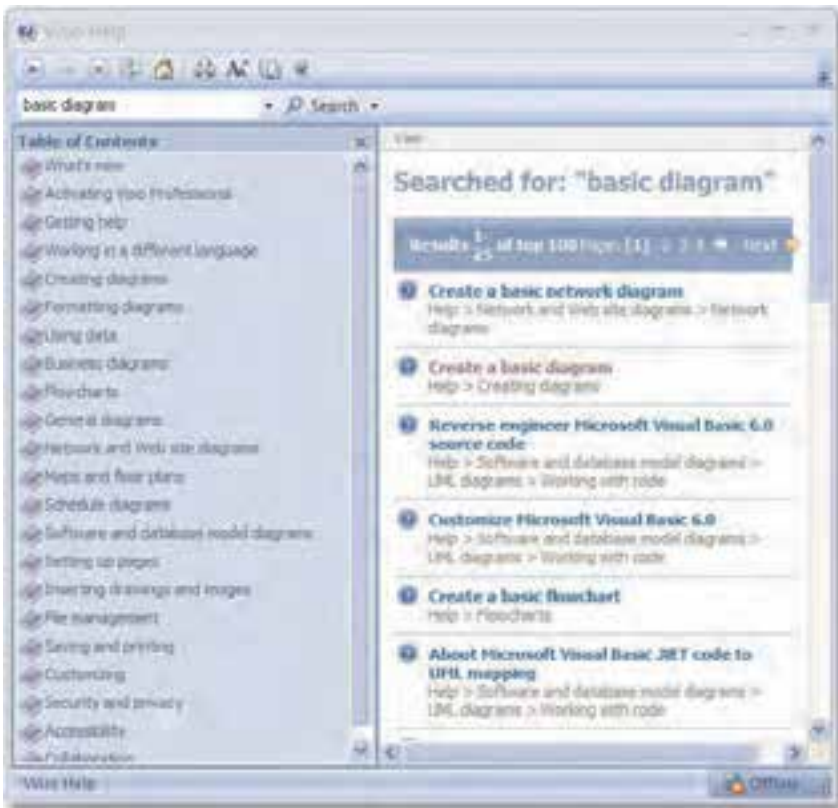 Visio Help
basic diagram
Search
Table of Contents
What's new
Activating Visio Professional
Getting help
Working in a different language
Creating diagrams
Formatting diagrams
Using data
Business diagrams
Flowcharts
General diagrams
Network and Web site diagrams
Maps and floor plans
Schedule diagrams
Software and database model diagrams
Setting up pages
Inserting drawings and images
File management
Saving and printing
Customizing
Security and privacy
Accessibility
Collaboration
Visio
Searched for: "basic diagram"
Results 1-25 of top 100 Page: [1] 2 3 4 Next
Create a basic network diagram
Help > Network and Web site diagrams > Network
diagrams
Create a basic diagram
Help > Creating diagrams
Reverse engineer Microsoft Visual Basic 6.0
source code
Help > Software and database model diagrams >
UML diagrams > Working with code
Customize Microsoft Visual Basic 6.0
Help > Software and database model diagrams >
UML diagrams > Working with code
Create a basic flowchart
Help > Flowcharts
About Microsoft Visual Basic .NET code to
UML mapping
Help > Software and database model diagrams >
UML diagrams > Working with code
Visio Help
Offline